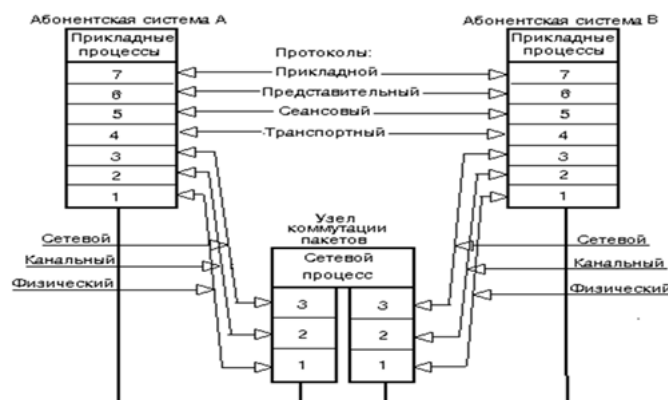 Абонентская система А
Абонентская система В
Прикладные
процессы
Прикладные
процессы
Протоколы:
7
Прикладной
7
6
Представительный
6
5
Сеансовый
5
4
Транспортный
4
3
3
2
2
1
1
Узел
коммутации
пакетов
Сетевой
Сетевой
Сетевой
процесс
Канальный
Канальный
Физический
Физический
3
3
2
2
1
1